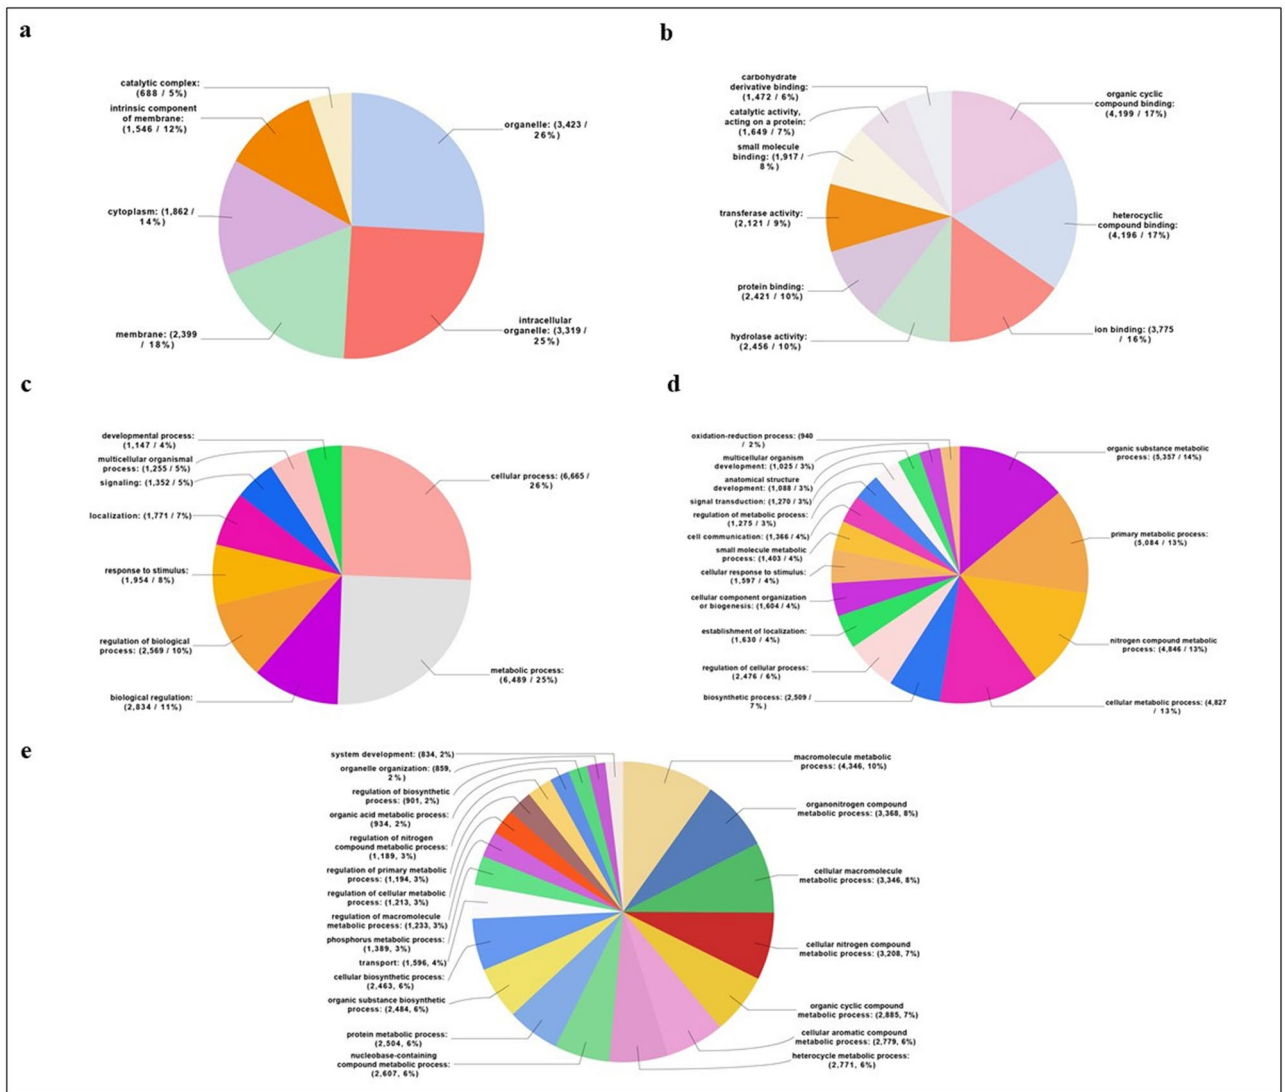 a
catalytic complex:
(688 / 5%)
intrinsic component
of membrane:
(1,546 / 12%)
cytoplasm: (1,862 /
14%)
membrane: (2,399
/ 18%)
organelle: (3,423 /
26%)
intracellular
organelle: (3,319 /
25%)
b
carbohydrate
derivative binding:
(1,472 / 6%)
catalytic activity,
acting on a protein:
(1,649 / 7%)
small molecule
binding: (1,917 /
8%)
transferase activity:
(2,121 / 9%)
protein binding:
(2,421 / 10%)
hydrolase activity:
(2,456 / 10%)
organic cyclic
compound binding:
(4,199 / 17%)
heterocyclic
compound binding:
(4,196 / 17%)
ion binding: (3,775
/ 16%)
c
developmental process:
(1,147 / 4%)
multicellular organismal
process: (1,255 / 5%)
signaling: (1,352 / 5%)
localization: (1,771 / 7%)
response to stimulus:
(1,954 / 8%)
regulation of biological
process: (2,569 / 10%)
biological regulation:
(2,834 / 11%)
cellular process: (6,665 /
26%)
metabolic process:
(6,489 / 25%)
d
oxidation-reduction process: (940
/ 2%)
multicellular organism
development: (1,025 / 3%)
anatomical structure
development: (1,088 / 3%)
signal transduction: (1,270 / 3%)
regulation of metabolic process:
(1,275 / 3%)
cell communication: (1,366 / 4%)
small molecule metabolic
process: (1,403 / 4%)
cellular response to stimulus:
(1,597 / 4%)
cellular component organization
or biogenesis: (1,604 / 4%)
establishment of localization:
(1,630 / 4%)
regulation of cellular process:
(2,476 / 6%)
biosynthetic process: (2,509 /
7%)
organic substance metabolic
process: (5,357 / 14%)
primary metabolic process:
(5,084 / 13%)
nitrogen compound metabolic
process: (4,846 / 13%)
cellular metabolic process: (4,827
/ 13%)
e
system development: (834, 2%)
organelle organization: (859,
2%)
regulation of biosynthetic
process: (901, 2%)
organic acid metabolic process:
(934, 2%)
regulation of nitrogen
compound metabolic process:
(1,189, 3%)
regulation of primary metabolic
process: (1,194, 3%)
regulation of cellular metabolic
process: (1,213, 3%)
regulation of macromolecule
metabolic process: (1,233, 3%)
phosphorus metabolic process:
(1,389, 3%)
transport: (1,596, 4%)
cellular biosynthetic process:
(2,463, 6%)
organic substance biosynthetic
process: (2,484, 6%)
protein metabolic process:
(2,504, 6%)
nucleobase-containing
compound metabolic process:
(2,607, 6%)
macromolecule metabolic
process: (4,346, 10%)
organonitrogen compound
metabolic process: (3,368, 8%)
cellular macromolecule
metabolic process: (3,346, 8%)
cellular nitrogen compound
metabolic process: (3,208, 7%)
organic cyclic compound
metabolic process: (2,885, 7%)
cellular aromatic compound
metabolic process: (2,779, 6%)
heterocycle metabolic process:
(2,771, 6%)